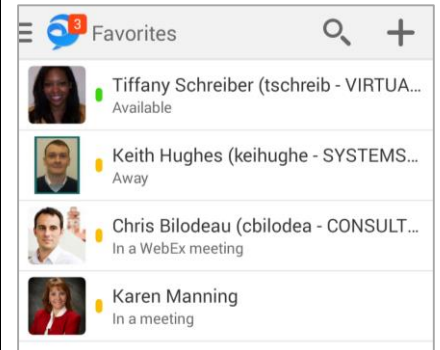 3
Favorites
Tiffany Schreiber (tschreib - VIRTUA...
Available
Keith Hughes (keihughe - SYSTEMS...
Away
Chris Bilodeau (cbilodea - CONSULT...
In a WebEx meeting
Karen Manning
In a meeting